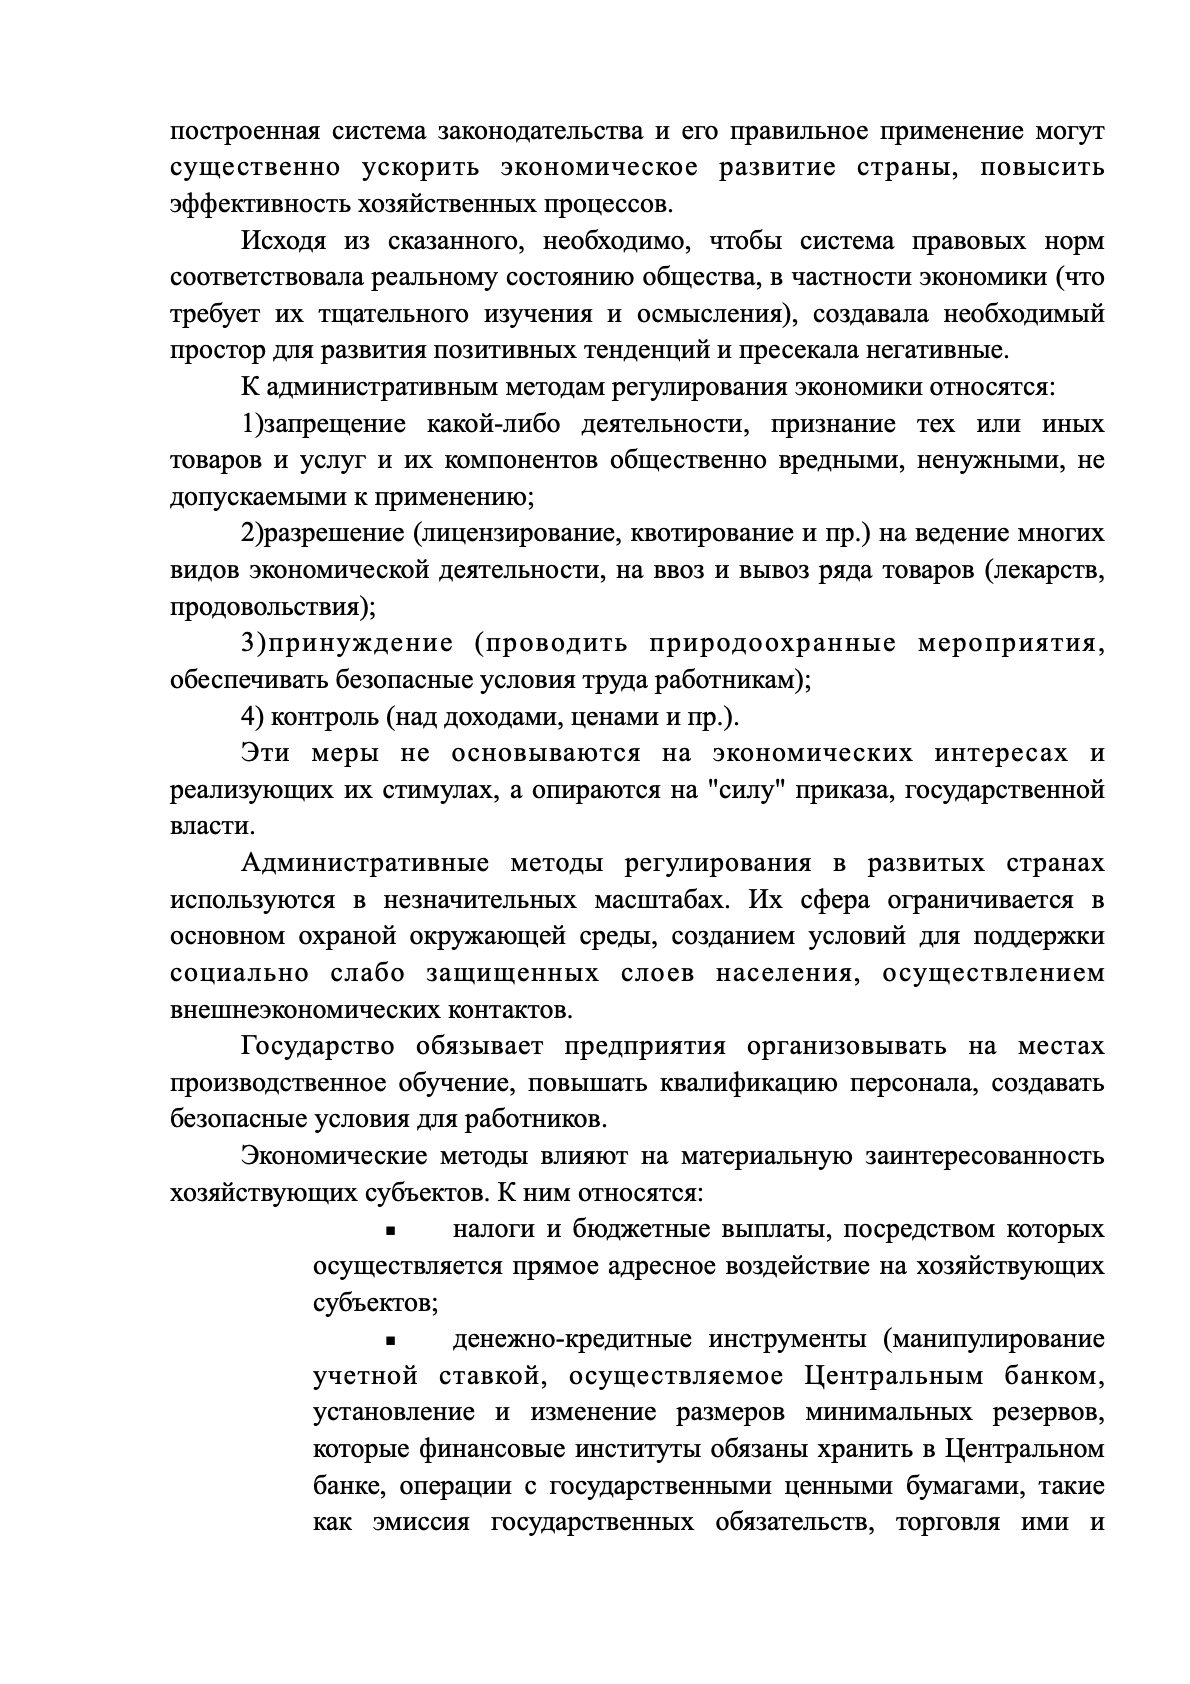 построенная система законодательства и его правильное применение могут
существенно ускорить экономическое развитие страны, повысить
эффективность хозяйственных процессов.
Исходя из сказанного, необходимо, чтобы система правовых норм
соответствовала реальному состоянию общества, в частности экономики (что
требует их тщательного изучения и осмысления), создавала необходимый
простор для развития позитивных тенденций и пресекала негативные.
К административным методам регулирования экономики относятся:
1)запрещение какой-либо деятельности, признание тех или иных
товаров и услуг и их компонентов общественно вредными, ненужными, не
допускаемыми к применению;
2)разрешение (лицензирование, квотирование и пр.) на ведение многих
видов экономической деятельности, на ввоз и вывоз ряда товаров (лекарств,
продовольствия);
3)принуждение (проводить природоохранные мероприятия,
обеспечивать безопасные условия труда работникам);
4) контроль (над доходами, ценами и пр.).
Эти меры не основываются на экономических интересах и
реализующих их стимулах, а опираются на "силу" приказа, государственной
власти.
Административные методы регулирования в развитых странах
используются в незначительных масштабах. Их сфера ограничивается в
основном охраной окружающей среды, созданием условий для поддержки
социально слабо защищенных слоев населения, осуществлением
внешнеэкономических контактов.
Государство обязывает предприятия организовывать на местах
производственное обучение, повышать квалификацию персонала, создавать
безопасные условия для работников.
Экономические методы влияют на материальную заинтересованность
хозяйствующих субъектов. К ним относятся:
▪ налоги и бюджетные выплаты, посредством которых
осуществляется прямое адресное воздействие на хозяйствующих
субъектов;
▪ денежно-кредитные инструменты (манипулирование
учетной ставкой, осуществляемое Центральным банком,
установление и изменение размеров минимальных резервов,
которые финансовые институты обязаны хранить в Центральном
банке, операции с государственными ценными бумагами, такие
как эмиссия государственных обязательств, торговля ими и